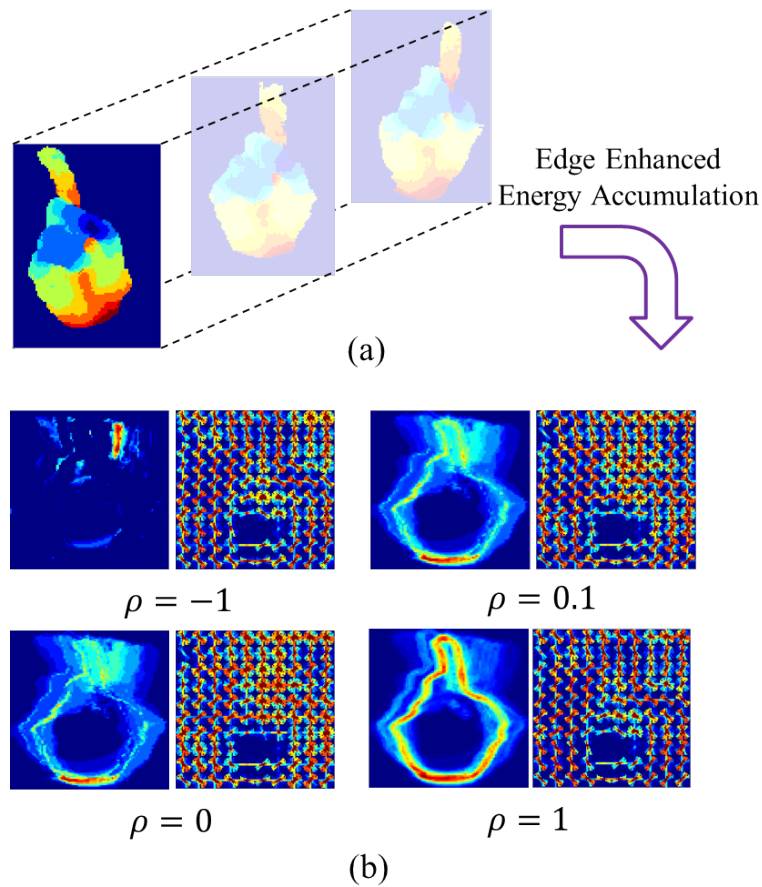 Edge Enhanced
Energy Accumulation
(a)
ρ = −1
ρ = 0.1
ρ = 0
ρ = 1
(b)